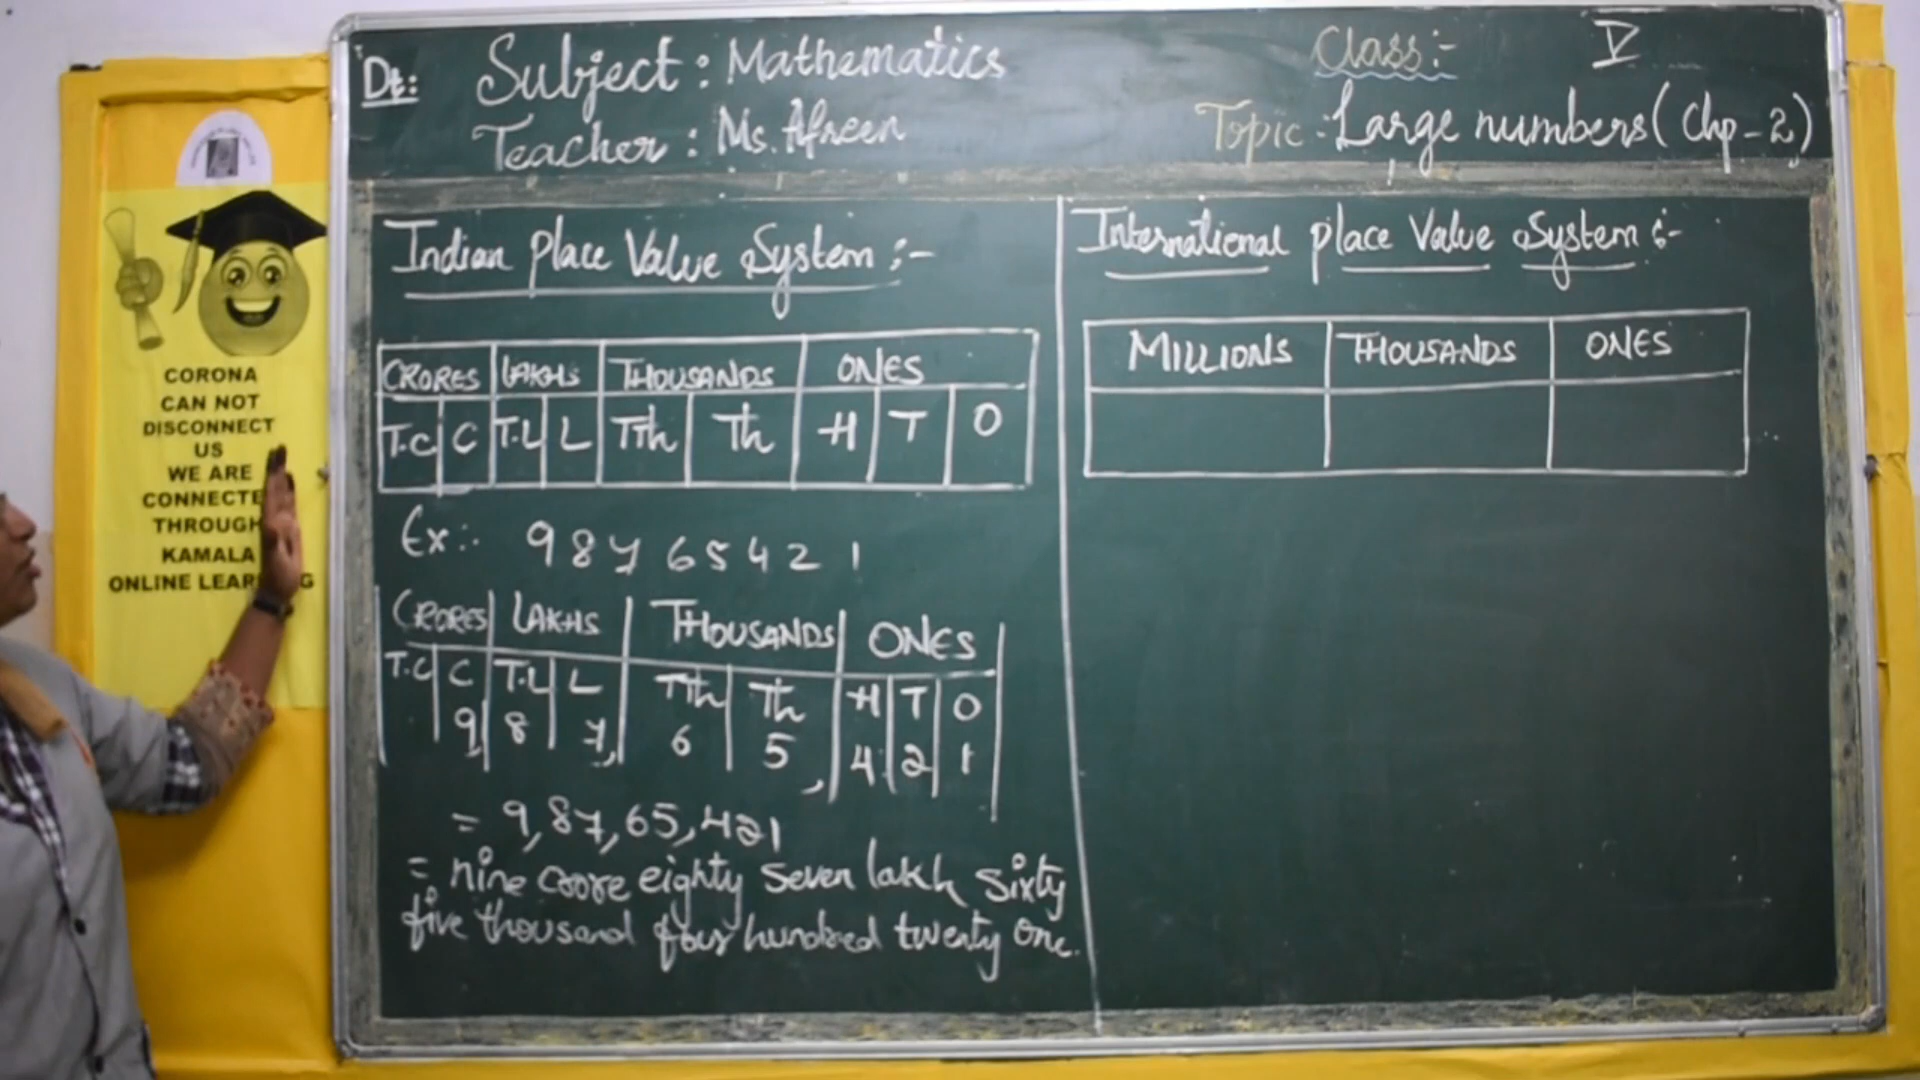 Dt:
Subject : Mathematics
Teacher : Ms. Afreen
Class:- V
Topic :- Large numbers ( Chp - 2)
CORONA
CAN NOT
DISCONNECT
US
WE ARE
CONNECTE
THROUGH
KAMALA
ONLINE LEAR G
Indian place Value System :-
CRORES LAKHS THOUSANDS ONES
T.C C T.L L Tth Th H T O
Ex :- 9 8 7 6 5 4 2 1
CRORES LAKHS THOUSANDS ONES
T.C C T.L L Tth Th H T O
9 8 7, 6 5, 4 2 1
= 9,87,65,421
= nine crore eighty seven lakh sixty
five thousand four hundred twenty one.
International place Value System :-
MILLIONS THOUSANDS ONES